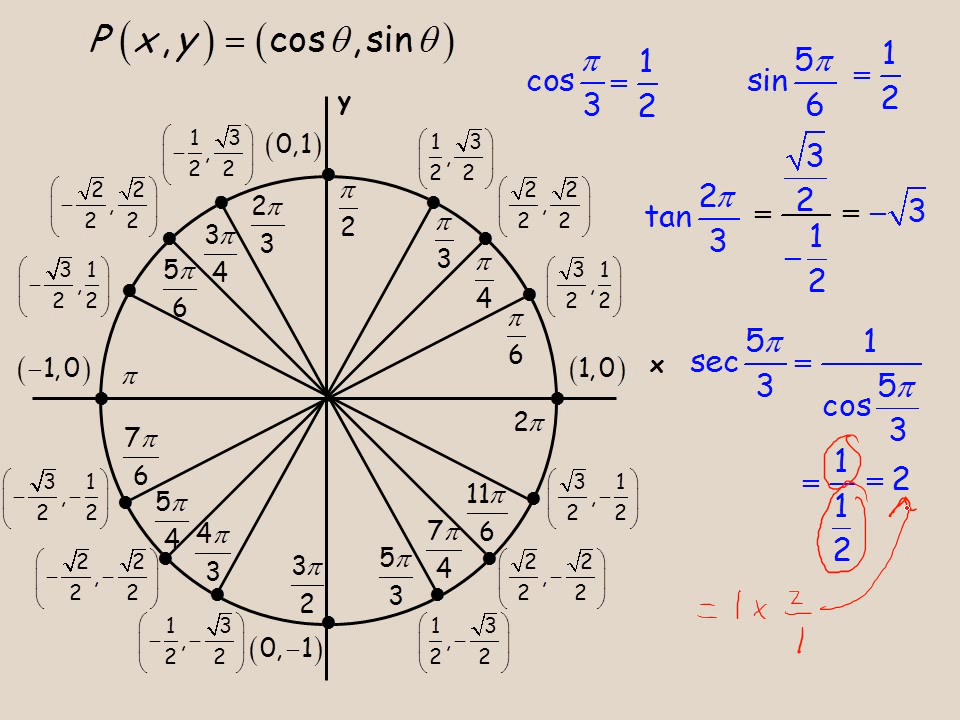 P(x, y) = (cos θ, sin θ)
cos π/3 = 1/2
sin 5π/6 = 1/2
y
(−1/2, √3/2)
(0, 1)
(1/2, √3/2)
(−√2/2, √2/2)
2π/3
π/2
π/3
(√2/2, √2/2)
tan 2π/3 = (√3/2)/(−1/2) = −√3
3π/4
π/4
(−√3/2, 1/2)
5π/6
π/6
(√3/2, 1/2)
(−1, 0)
π
(1, 0)
x
sec 5π/3 = 1/(cos 5π/3)
2π
= 1/(1/2) = 2
7π/6
(−√3/2, −1/2)
5π/4
11π/6
(√3/2, −1/2)
4π/3
7π/4
(−√2/2, −√2/2)
3π/2
5π/3
(√2/2, −√2/2)
= 1 x 2/1
(−1/2, −√3/2)
(0, −1)
(1/2, −√3/2)